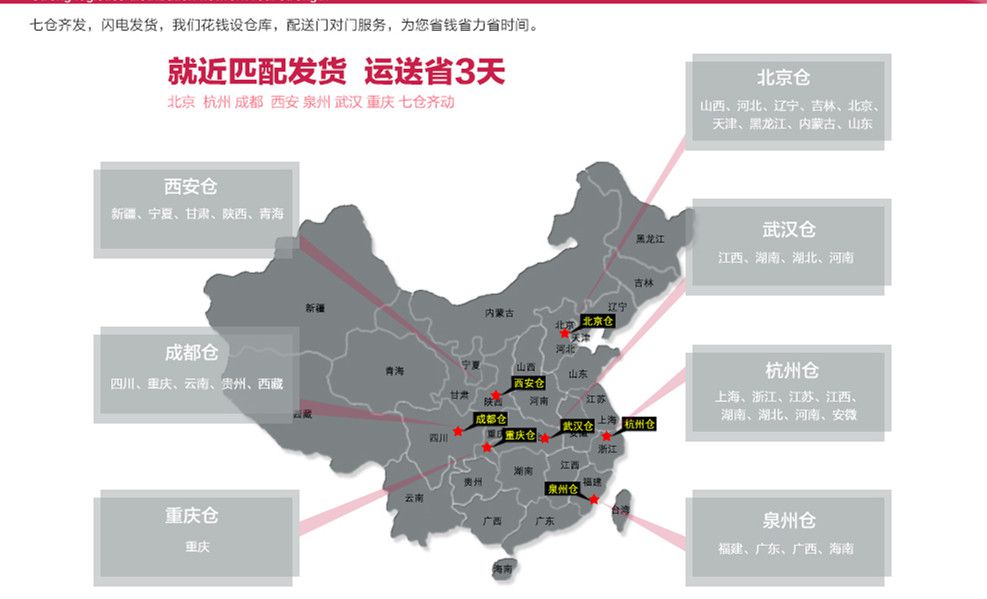 七仓齐发，闪电发货，我们花钱设仓库，配送门对门服务，为您省钱省力省时间。
就近匹配发货 运送省3天
北京 杭州 成都 西安 泉州 武汉 重庆 七仓齐动
北京仓
山西、河北、辽宁、吉林、北京、
天津、黑龙江、内蒙古、山东
西安仓
新疆、宁夏、甘肃、陕西、青海
武汉仓
江西、湖南、湖北、河南
成都仓
四川、重庆、云南、贵州、西藏
杭州仓
上海、浙江、江苏、江西、
湖南、湖北、河南、安微
重庆仓
重庆
泉州仓
福建、广东、广西、海南
黑龙江
吉林
辽宁
新疆
内蒙古
北京
北京仓
天津
河北
宁夏
山西
青海
山东
西安仓
甘肃
陕西
河南
江苏
西藏
成都仓
上海
杭州仓
四川
重庆
重庆仓
武汉仓
安徽
浙江
湖南
江西
贵州
福建
泉州仓
云南
台湾
广西
广东
海南